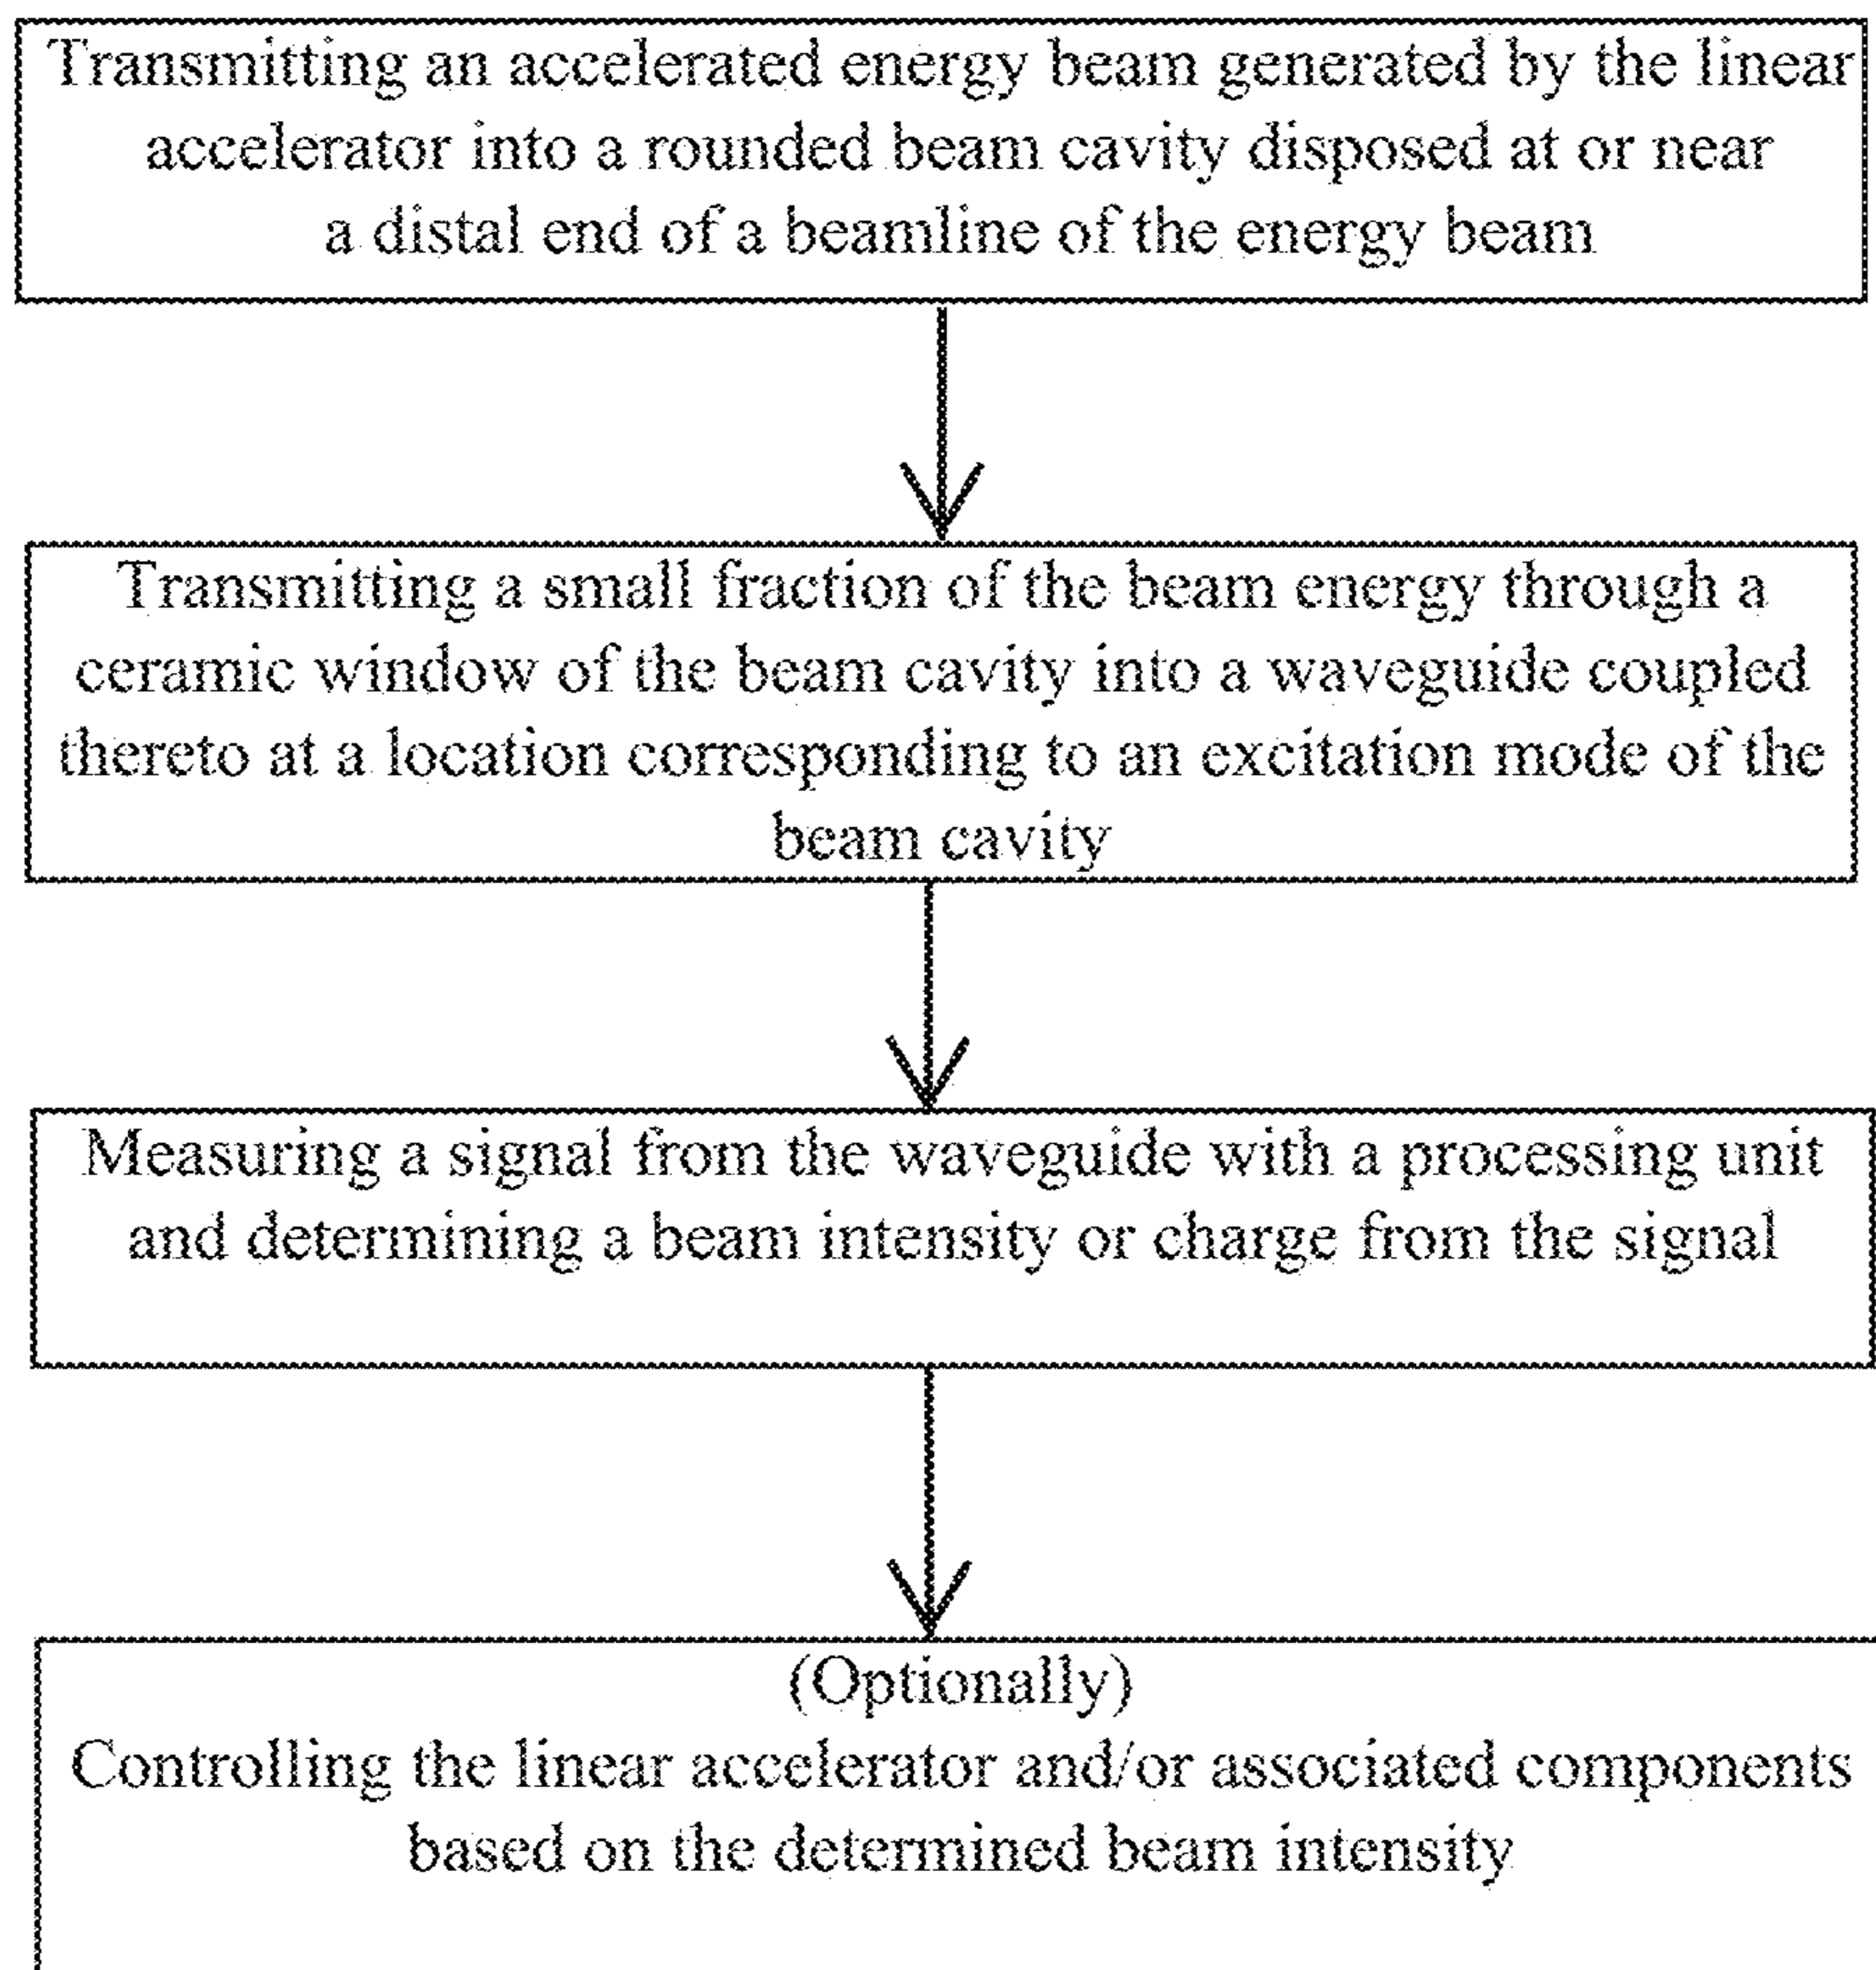 Transmitting an accelerated energy beam generated by the linear
accelerator into a rounded beam cavity disposed at or near
a distal end of a beamline of the energy beam
Transmitting a small fraction of the beam energy through a
ceramic window of the beam cavity into a waveguide coupled
thereto at a location corresponding to an excitation mode of the
beam cavity
Measuring a signal from the waveguide with a processing unit
and determining a beam intensity or charge from the signal
(Optionally)
Controlling the linear accelerator and/or associated components
based on the determined beam intensity